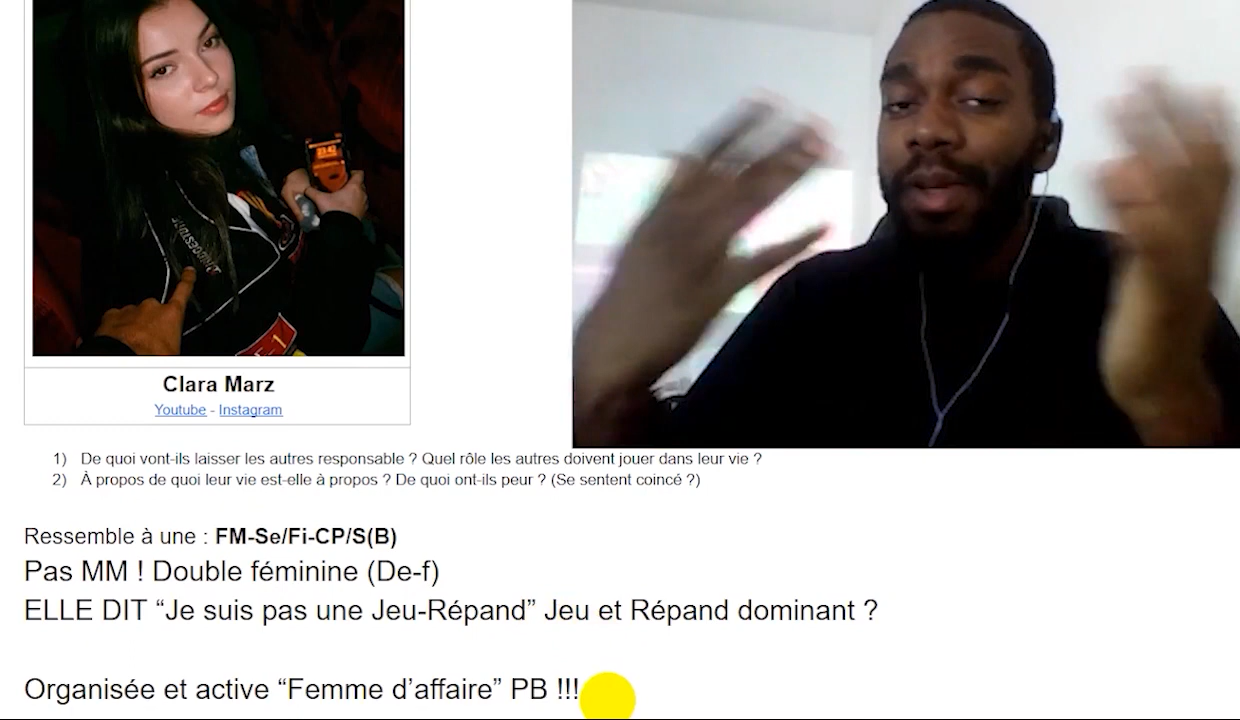 23:42
Clara Marz
Youtube - Instagram
1) De quoi vont-ils laisser les autres responsable ? Quel rôle les autres doivent jouer dans leur vie ?
2) À propos de quoi leur vie est-elle à propos ? De quoi ont-ils peur ? (Se sentent coincé ?)
Ressemble à une : FM-Se/Fi-CP/S(B)
Pas MM ! Double féminine (De-f)
ELLE DIT “Je suis pas une Jeu-Répand” Jeu et Répand dominant ?
Organisée et active “Femme d’affaire” PB !!!